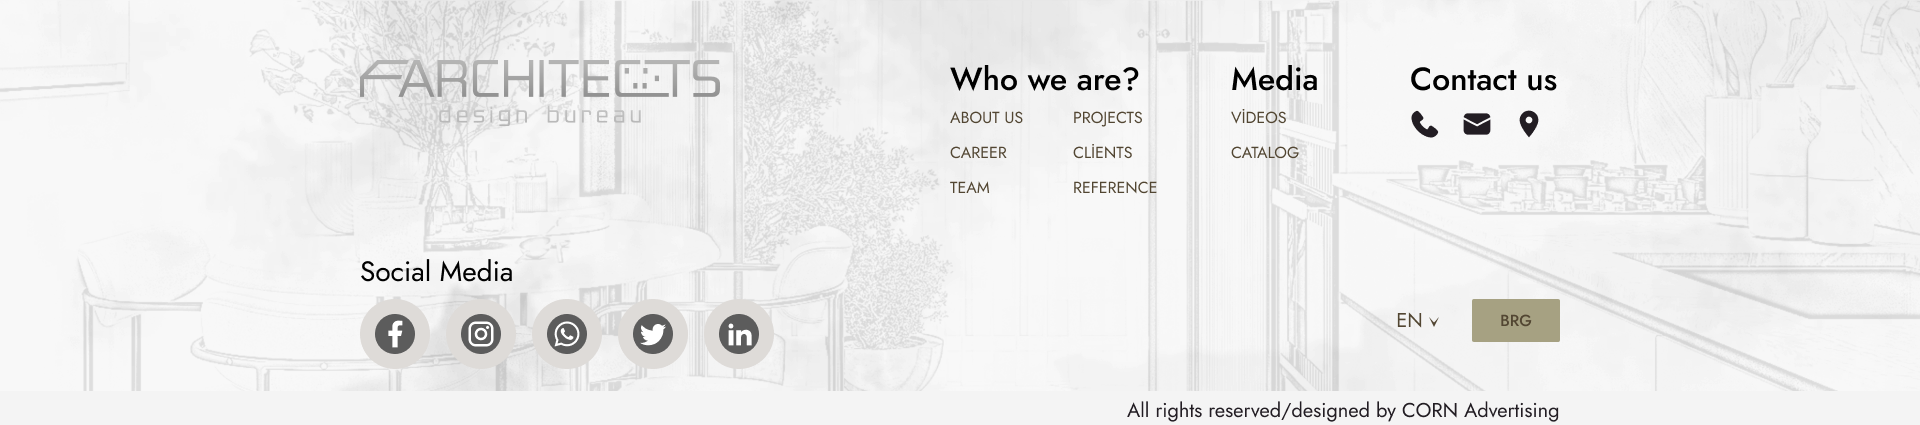 FARCHITECTS
design bureau
Who we are?
ABOUT US
CAREER
TEAM
PROJECTS
CLİENTS
REFERENCE
Media
VİDEOS
CATALOG
Contact us
Social Media
EN
BRG
All rights reserved/designed by CORN Advertising